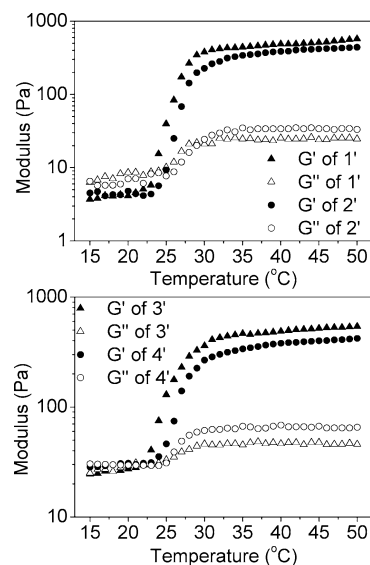 1000
100
10
1
Modulus (Pa)
G' of 1'
G'' of 1'
G' of 2'
G'' of 2'
15 20 25 30 35 40 45 50
Temperature (°C)
1000
100
10
Modulus (Pa)
G' of 3'
G'' of 3'
G' of 4'
G'' of 4'
15 20 25 30 35 40 45 50
Temperature (°C)